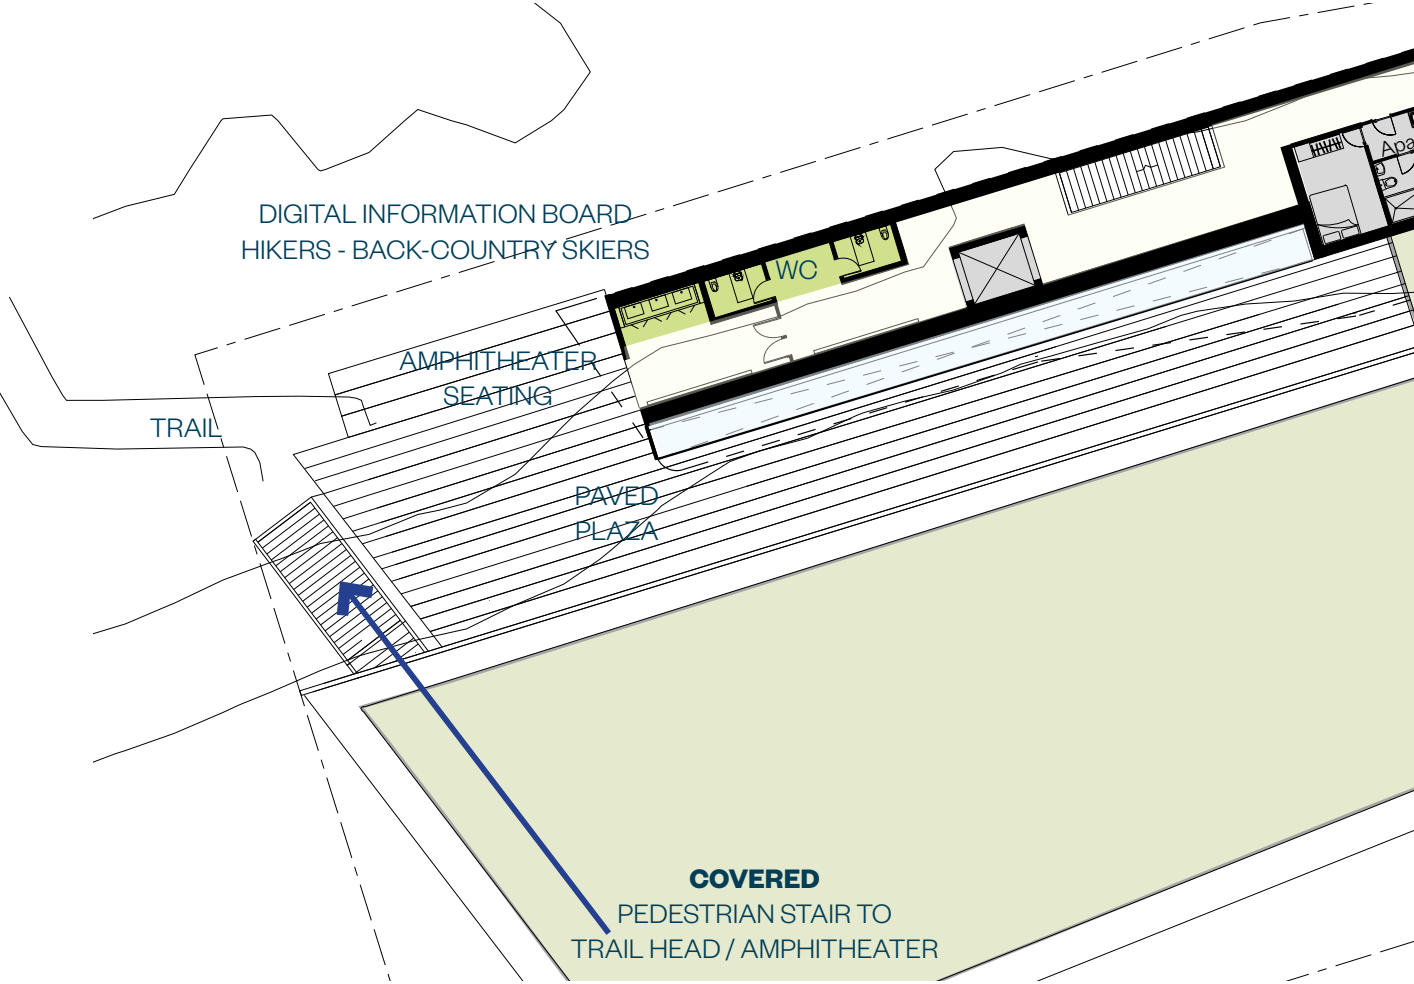 DIGITAL INFORMATION BOARD
HIKERS - BACK-COUNTRY SKIERS
WC
Apa
AMPHITHEATER
SEATING
TRAIL
PAVED
PLAZA
COVERED
PEDESTRIAN STAIR TO
TRAIL HEAD / AMPHITHEATER